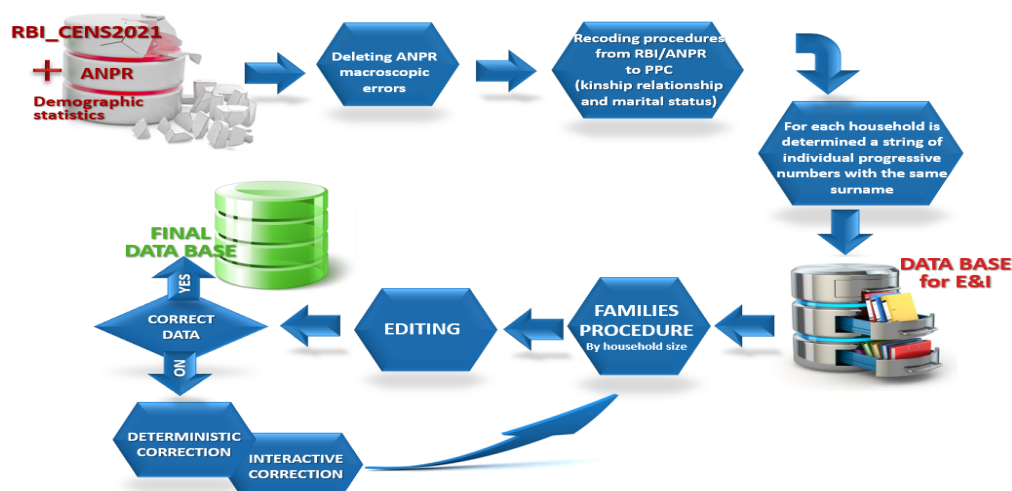 RBI_CENS2021
+ ANPR
Demographic
statistics
Deleting ANPR
macroscopic
errors
Recoding procedures
from RBI/ANPR
to PPC
(kinship relationship
and marital status)
For each household is
determined a string of
individual progressive
numbers with the same
surname
DATA BASE
for E&I
FAMILIES
PROCEDURE
By household size
EDITING
CORRECT
DATA
YES
FINAL
DATA BASE
NO
DETERMINISTIC
CORRECTION
INTERACTIVE
CORRECTION